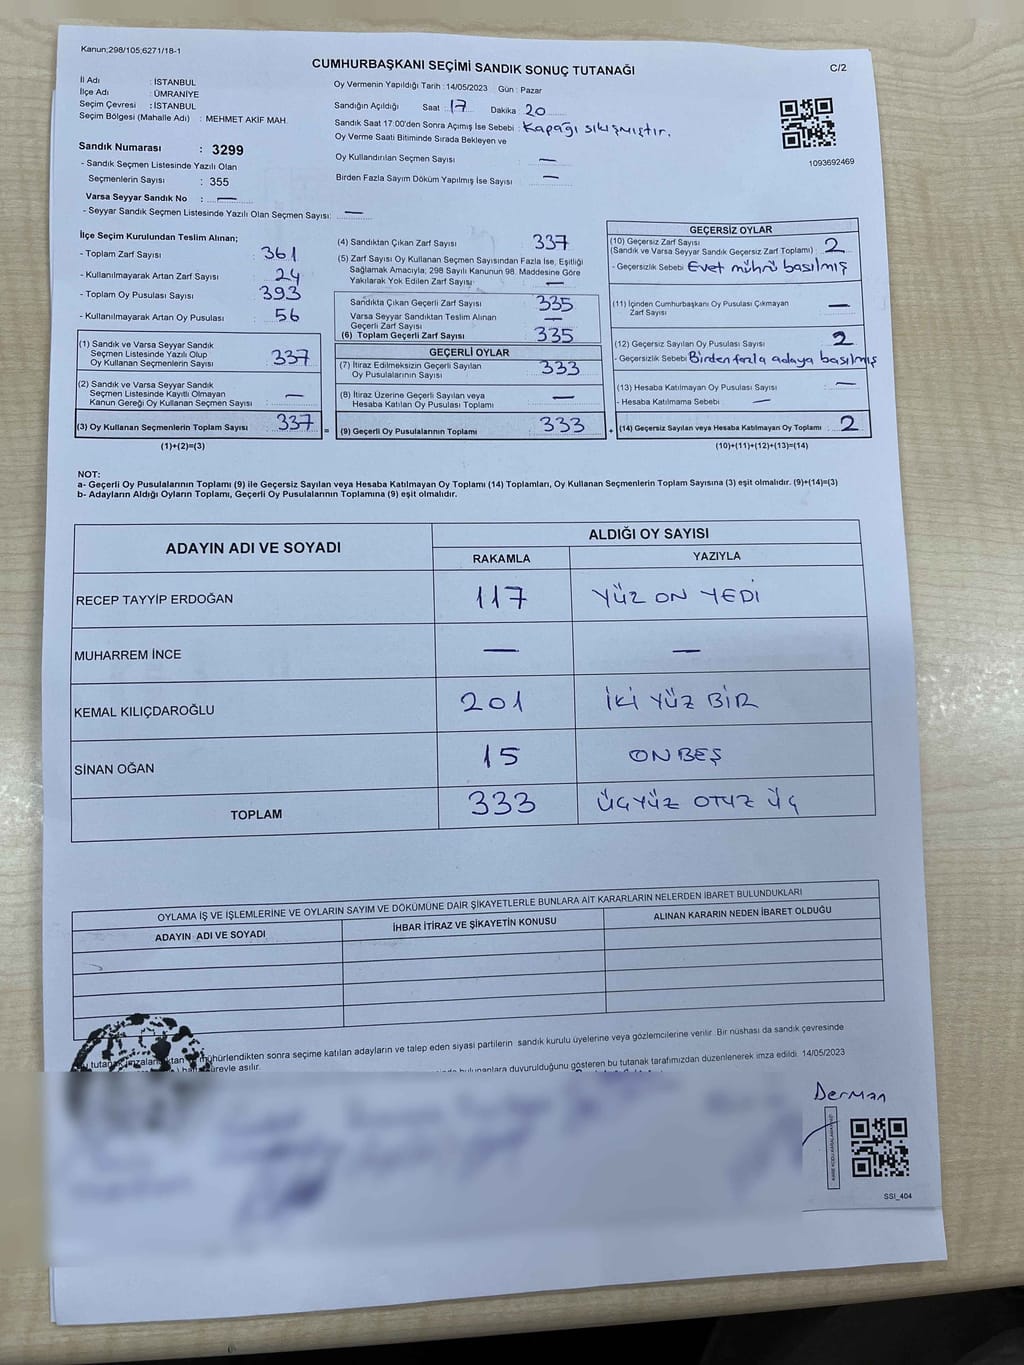 Kanun;298/105,6271/18-1
CUMHURBAŞKANI SEÇİMİ SANDIK SONUÇ TUTANAĞI
C/2
İl Adı : İSTANBUL
İlçe Adı : ÜMRANİYE
Seçim Çevresi : İSTANBUL
Seçim Bölgesi (Mahalle Adı) : MEHMET AKİF MAH.
Oy Vermenin Yapıldığı Tarih : 14/05/2023 Gün : Pazar
Sandığın Açıldığı Saat 17 Dakika : 20
Sandık Saat 17:00'den Sonra Açımış İse Sebebi : Kapağı sıkışmıştır.
Oy Verme Saati Bitiminde Sırada Bekleyen ve
Oy Kullandırılan Seçmen Sayısı : —
Birden Fazla Sayım Döküm Yapılmış İse Sayısı : —
1093692469
Sandık Numarası : 3299
- Sandık Seçmen Listesinde Yazılı Olan
Seçmenlerin Sayısı : 355
Varsa Seyyar Sandık No : —
- Seyyar Sandık Seçmen Listesinde Yazılı Olan Seçmen Sayısı: —
İlçe Seçim Kurulundan Teslim Alınan;
- Toplam Zarf Sayısı : 361
- Kullanılmayarak Artan Zarf Sayısı : 24
- Toplam Oy Pusulası Sayısı : 393
- Kullanılmayarak Artan Oy Pusulası : 56
(1) Sandık ve Varsa Seyyar Sandık
Seçmen Listesinde Yazılı Olup
Oy Kullanan Seçmenlerin Sayısı : 337
(2) Sandık ve Varsa Seyyar Sandık
Seçmen Listesinde Kayıtlı Olmayan
Kanun Gereği Oy Kullanan Seçmen Sayısı : —
(3) Oy Kullanan Seçmenlerin Toplam Sayısı : 337 =
(1)+(2)=(3)
(4) Sandıktan Çıkan Zarf Sayısı : 337
(5) Zarf Sayısı Oy Kullanan Seçmen Sayısından Fazla İse, Eşitliği
Sağlamak Amacıyla; 298 Sayılı Kanunun 98. Maddesine Göre
Yakılarak Yok Edilen Zarf Sayısı : —
Sandıkta Çıkan Geçerli Zarf Sayısı : 335
Varsa Seyyar Sandıktan Teslim Alınan
Geçerli Zarf Sayısı : —
(6) Toplam Geçerli Zarf Sayısı : 335
GEÇERLİ OYLAR
(7) İtiraz Edilmeksizin Geçerli Sayılan
Oy Pusulalarının Sayısı : 333
(8) İtiraz Üzerine Geçerli Sayılan veya
Hesaba Katılan Oy Pusulası Toplamı : —
(9) Geçerli Oy Pusulalarının Toplamı : 333 +
GEÇERSİZ OYLAR
(10) Geçersiz Zarf Sayısı
(Sandık ve Varsa Seyyar Sandık Geçersiz Zarf Toplamı) : 2
- Geçersizlik Sebebi : Evet mührü basılmış
(11) İçinden Cumhurbaşkanı Oy Pusulası Çıkmayan
Zarf Sayısı : —
(12) Geçersiz Sayılan Oy Pusulası Sayısı : 2
- Geçersizlik Sebebi : Birden fazla adaya basılmış
(13) Hesaba Katılmayan Oy Pusulası Sayısı : —
- Hesaba Katılmama Sebebi : —
(14) Geçersiz Sayılan veya Hesaba Katılmayan Oy Toplamı : 2
(10)+(11)+(12)+(13)=(14)
NOT:
a- Geçerli Oy Pusulalarının Toplamı (9) ile Geçersiz Sayılan veya Hesaba Katılmayan Oy Toplamı (14) Toplamları, Oy Kullanan Seçmenlerin Toplam Sayısına (3) eşit olmalıdır. (9)+(14)=(3)
b- Adayların Aldığı Oyların Toplamı, Geçerli Oy Pusulalarının Toplamına (9) eşit olmalıdır.
ADAYIN ADI VE SOYADI
ALDIĞI OY SAYISI
RAKAMLA YAZIYLA
RECEP TAYYİP ERDOĞAN 117 YÜZ ON YEDİ
MUHARREM İNCE — —
KEMAL KILIÇDAROĞLU 201 İKİ YÜZ BİR
SİNAN OĞAN 15 ONBEŞ
TOPLAM 333 ÜÇYÜZ OTUZ ÜÇ
OYLAMA İŞ VE İŞLEMLERİNE VE OYLARIN SAYIM VE DÖKÜMÜNE DAİR ŞİKAYETLERLE BUNLARA AİT KARARLARIN NELERDEN İBARET BULUNDUKLARI
ADAYIN ADI VE SOYADI İHBAR İTİRAZ VE ŞİKAYETİN KONUSU ALINAN KARARIN NEDEN İBARET OLDUĞU
tutanak imzalandıktan mühürlendikten sonra seçime katılan adayların ve talep eden siyasi partilerin sandık kurulu üyelerine veya gözlemcilerine verilir. Bir nüshası da sandık çevresinde
süreyle asılır.
bulunanlara duyurulduğunu gösteren bu tutanak tarafımızdan düzenlenerek imza edildi. 14/05/2023
Derman
SSI_404